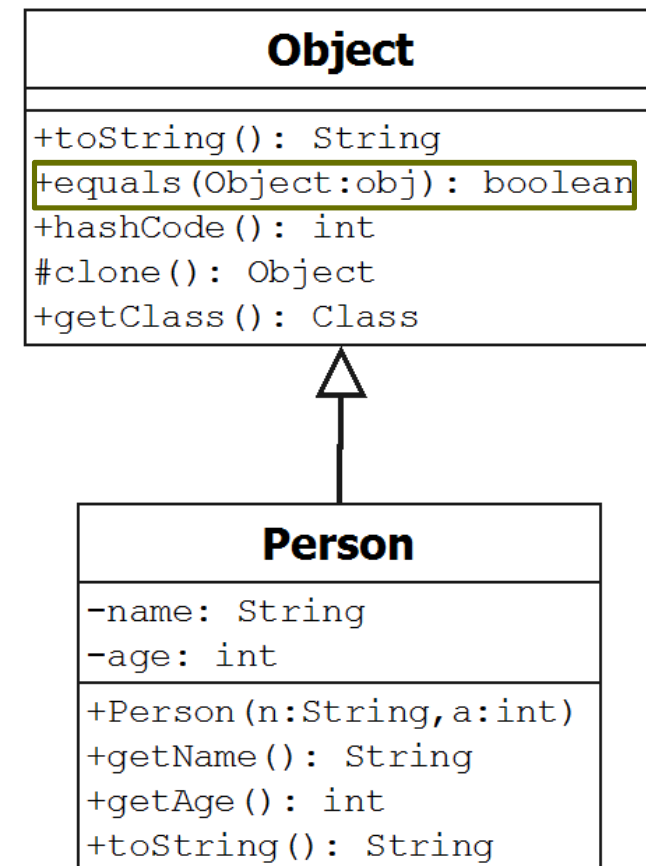 Object
+toString(): String
+equals(Object:obj): boolean
+hashCode(): int
#clone(): Object
+getClass(): Class
Person
-name: String
-age: int
+Person(n:String,a:int)
+getName(): String
+getAge(): int
+toString(): String